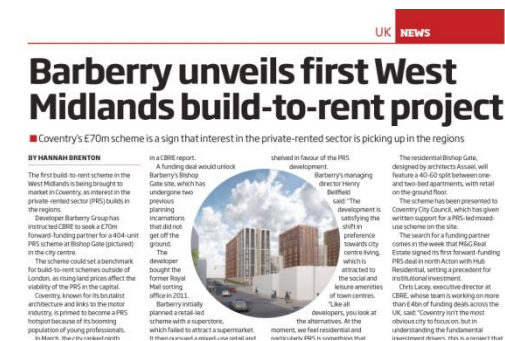 UK NEWS
Barberry unveils first West
Midlands build-to-rent project
■ Coventry's £70m scheme is a sign that interest in the private-rented sector is picking up in the regions
BY HANNAH BRENTON
The first build-to-rent scheme in the
West Midlands is being brought to
market in Coventry, as interest in the
private-rented sector (PRS) builds in
the regions.
Developer Barberry Group has
instructed CBRE to seek a £70m
forward-funding partner for a 404-unit
PRS scheme at Bishop Gate (pictured)
in the city centre.
The scheme could set a benchmark
for build-to-rent schemes outside of
London, as rising land prices affect the
viability of PRS in the capital.
Coventry, known for its brutalist
architecture and links to the motor
industry, is primed to become a PRS
hotspot because of its booming
population of young professionals.
In March, the city ranked ninth
in a CBRE report.
A funding deal would unlock
Barberry's Bishop
Gate site, which has
undergone two
previous
planning
incarnations
that did not
get off the
ground.
The
developer
bought the
former Royal
Mail sorting
office in 2011.
Barberry initially
planned a retail-led
scheme with a superstore,
which failed to attract a supermarket.
It then pursued a mixed-use retail and
shelved in favour of the PRS
development.
Barberry's managing
director Henry
Bellfield
said: "The
development is
satisfying the
shift in
preference
towards city
centre living,
which is
attracted to
the social and
leisure amenities
of town centres.
"Like all
developers, you look at
the alternatives. At the
moment, we feel residential and
particularly PRS is something that
The residential Bishop Gate,
designed by architects Assael, will
feature a 40-60 split between one-
and two-bed apartments, with retail
on the ground floor.
The scheme has been presented to
Coventry City Council, which has given
written support for a PRS-led mixed-
use scheme on the site.
The search for a funding partner
comes in the week that M&G Real
Estate signed its first forward-funding
PRS deal in north Acton with Hub
Residential, setting a precedent for
institutional investment.
Chris Lacey, executive director at
CBRE, whose team is working on more
than £4bn of funding deals across the
UK, said: "Coventry isn't the most
obvious city to focus on, but in
understanding the fundamental
investment drivers, this is a project that